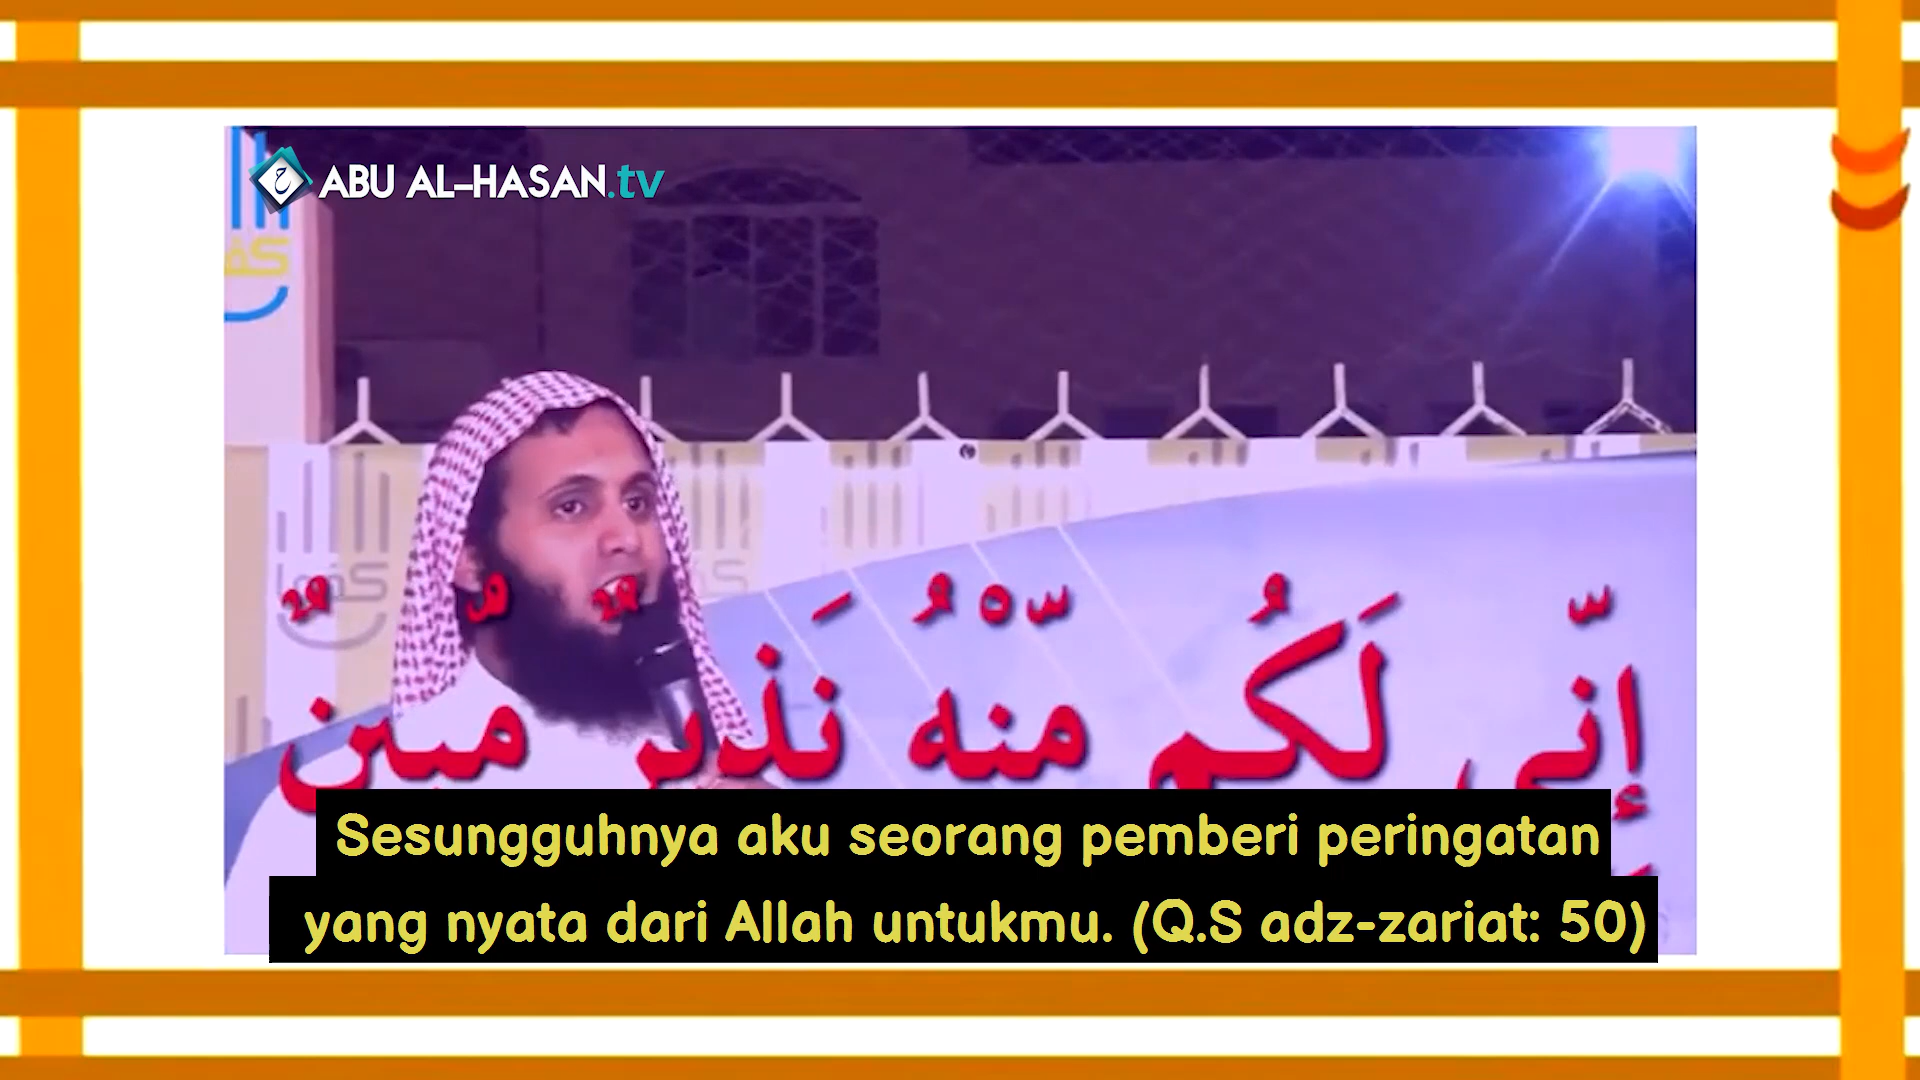 ABU AL-HASAN.tv
كفى
إِنِّي لَكُم مِّنْهُ نَذِيرٌ مُّبِينٌ
Sesungguhnya aku seorang pemberi peringatan
yang nyata dari Allah untukmu. (Q.S adz-zariat: 50)